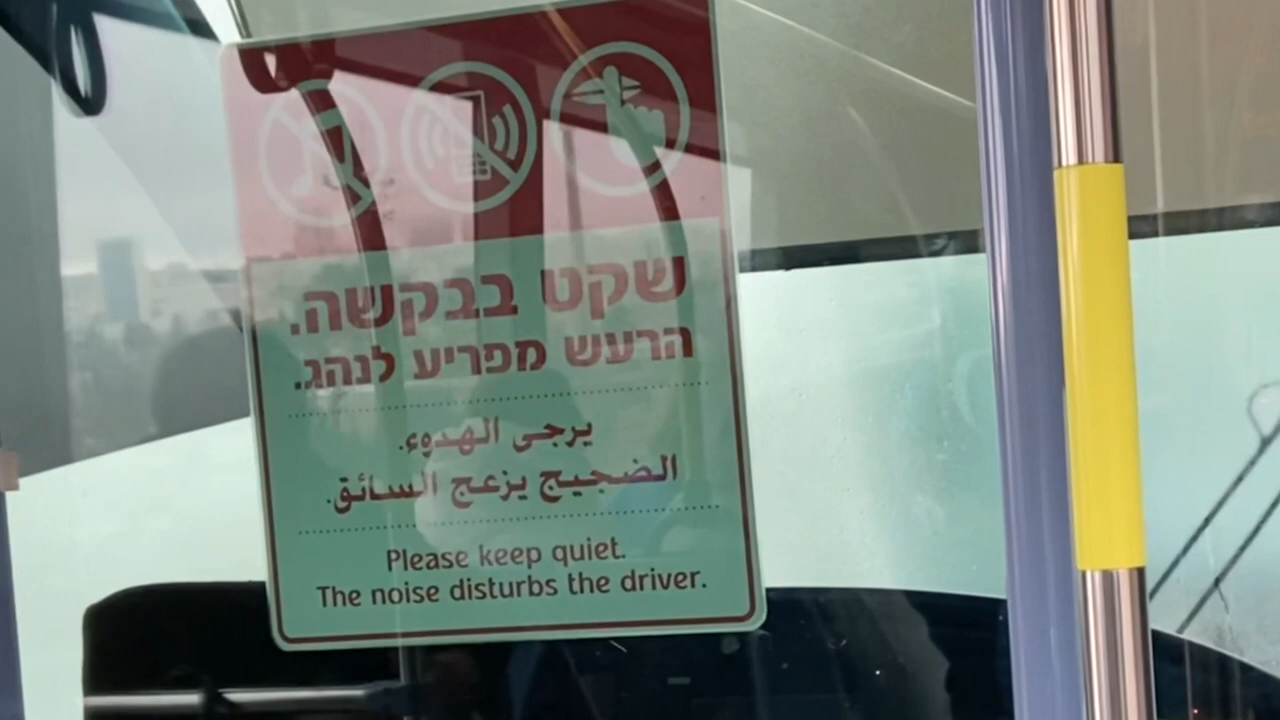 שקט בבקשה.
הרעש מפריע לנהג.
يرجى الهدوء.
الضجيج يزعج السائق.
Please keep quiet.
The noise disturbs the driver.